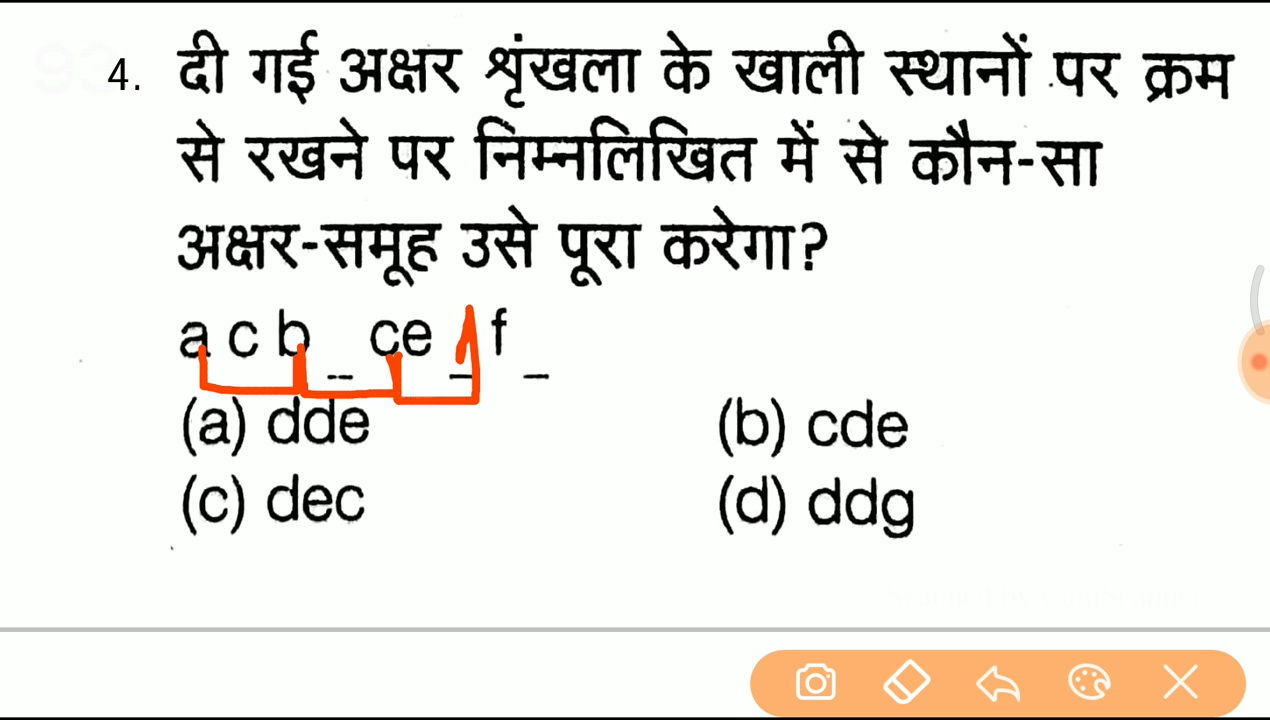 4. दी गई अक्षर शृंखला के खाली स्थानों पर क्रम
से रखने पर निम्नलिखित में से कौन-सा
अक्षर-समूह उसे पूरा करेगा?
a c b _ ce _ f _
(a) dde (b) cde
(c) dec (d) ddg